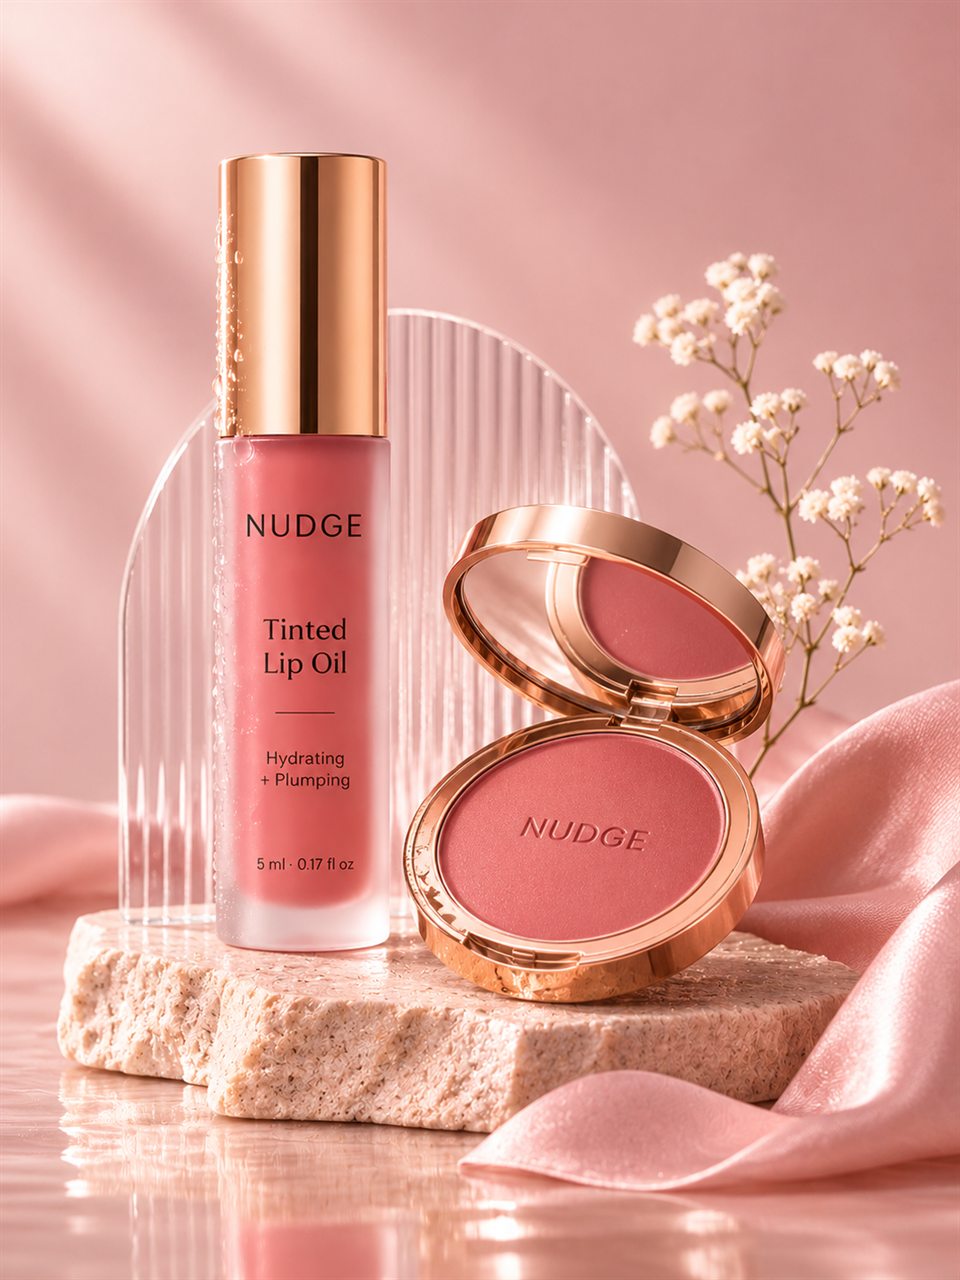 NUDGE
Tinted
Lip Oil
Hydrating
+ Plumping
5 ml · 0.17 fl oz
NUDGE